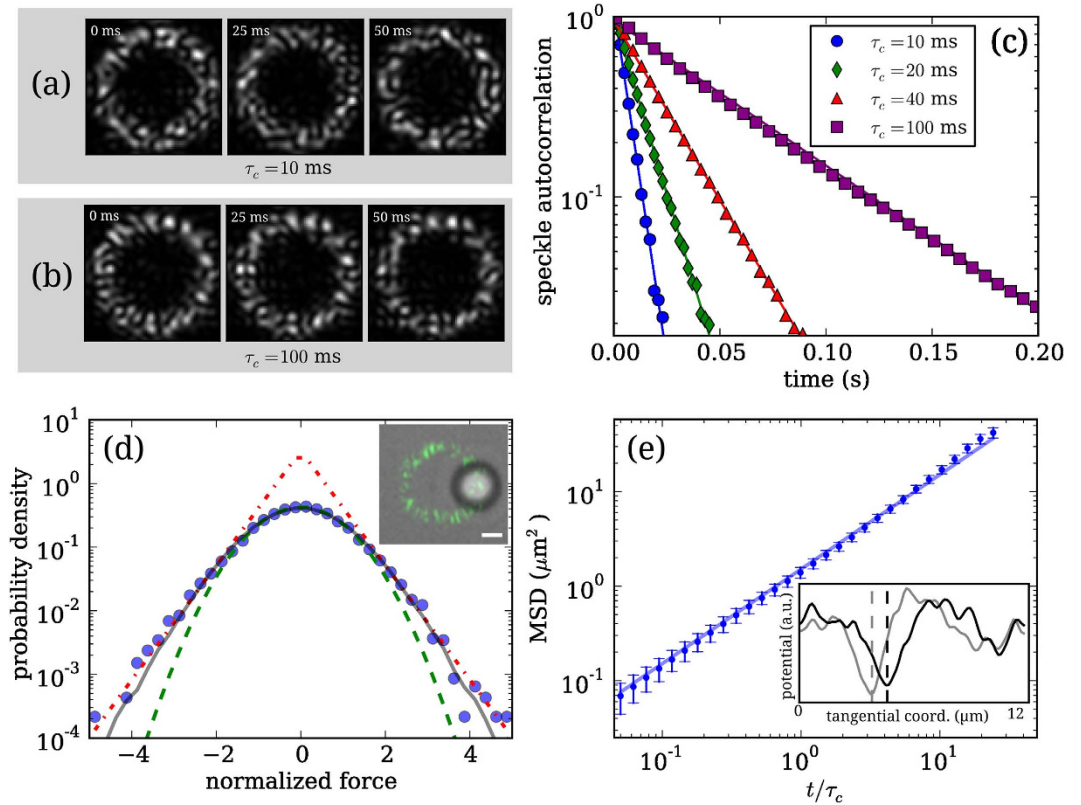 (a)
0 ms
25 ms
50 ms
τc =10 ms
(b)
0 ms
25 ms
50 ms
τc =100 ms
(c)
speckle autocorrelation
10⁰
10⁻¹
τc =10 ms
τc =20 ms
τc =40 ms
τc =100 ms
0.00 0.05 0.10 0.15 0.20
time (s)
(d)
probability density
10¹
10⁰
10⁻¹
10⁻²
10⁻³
10⁻⁴
−4 −2 0 2 4
normalized force
(e)
MSD (μm²)
10¹
10⁰
10⁻¹
potential (a.u.)
0 12
tangential coord. (μm)
10⁻¹ 10⁰ 10¹
t/τc